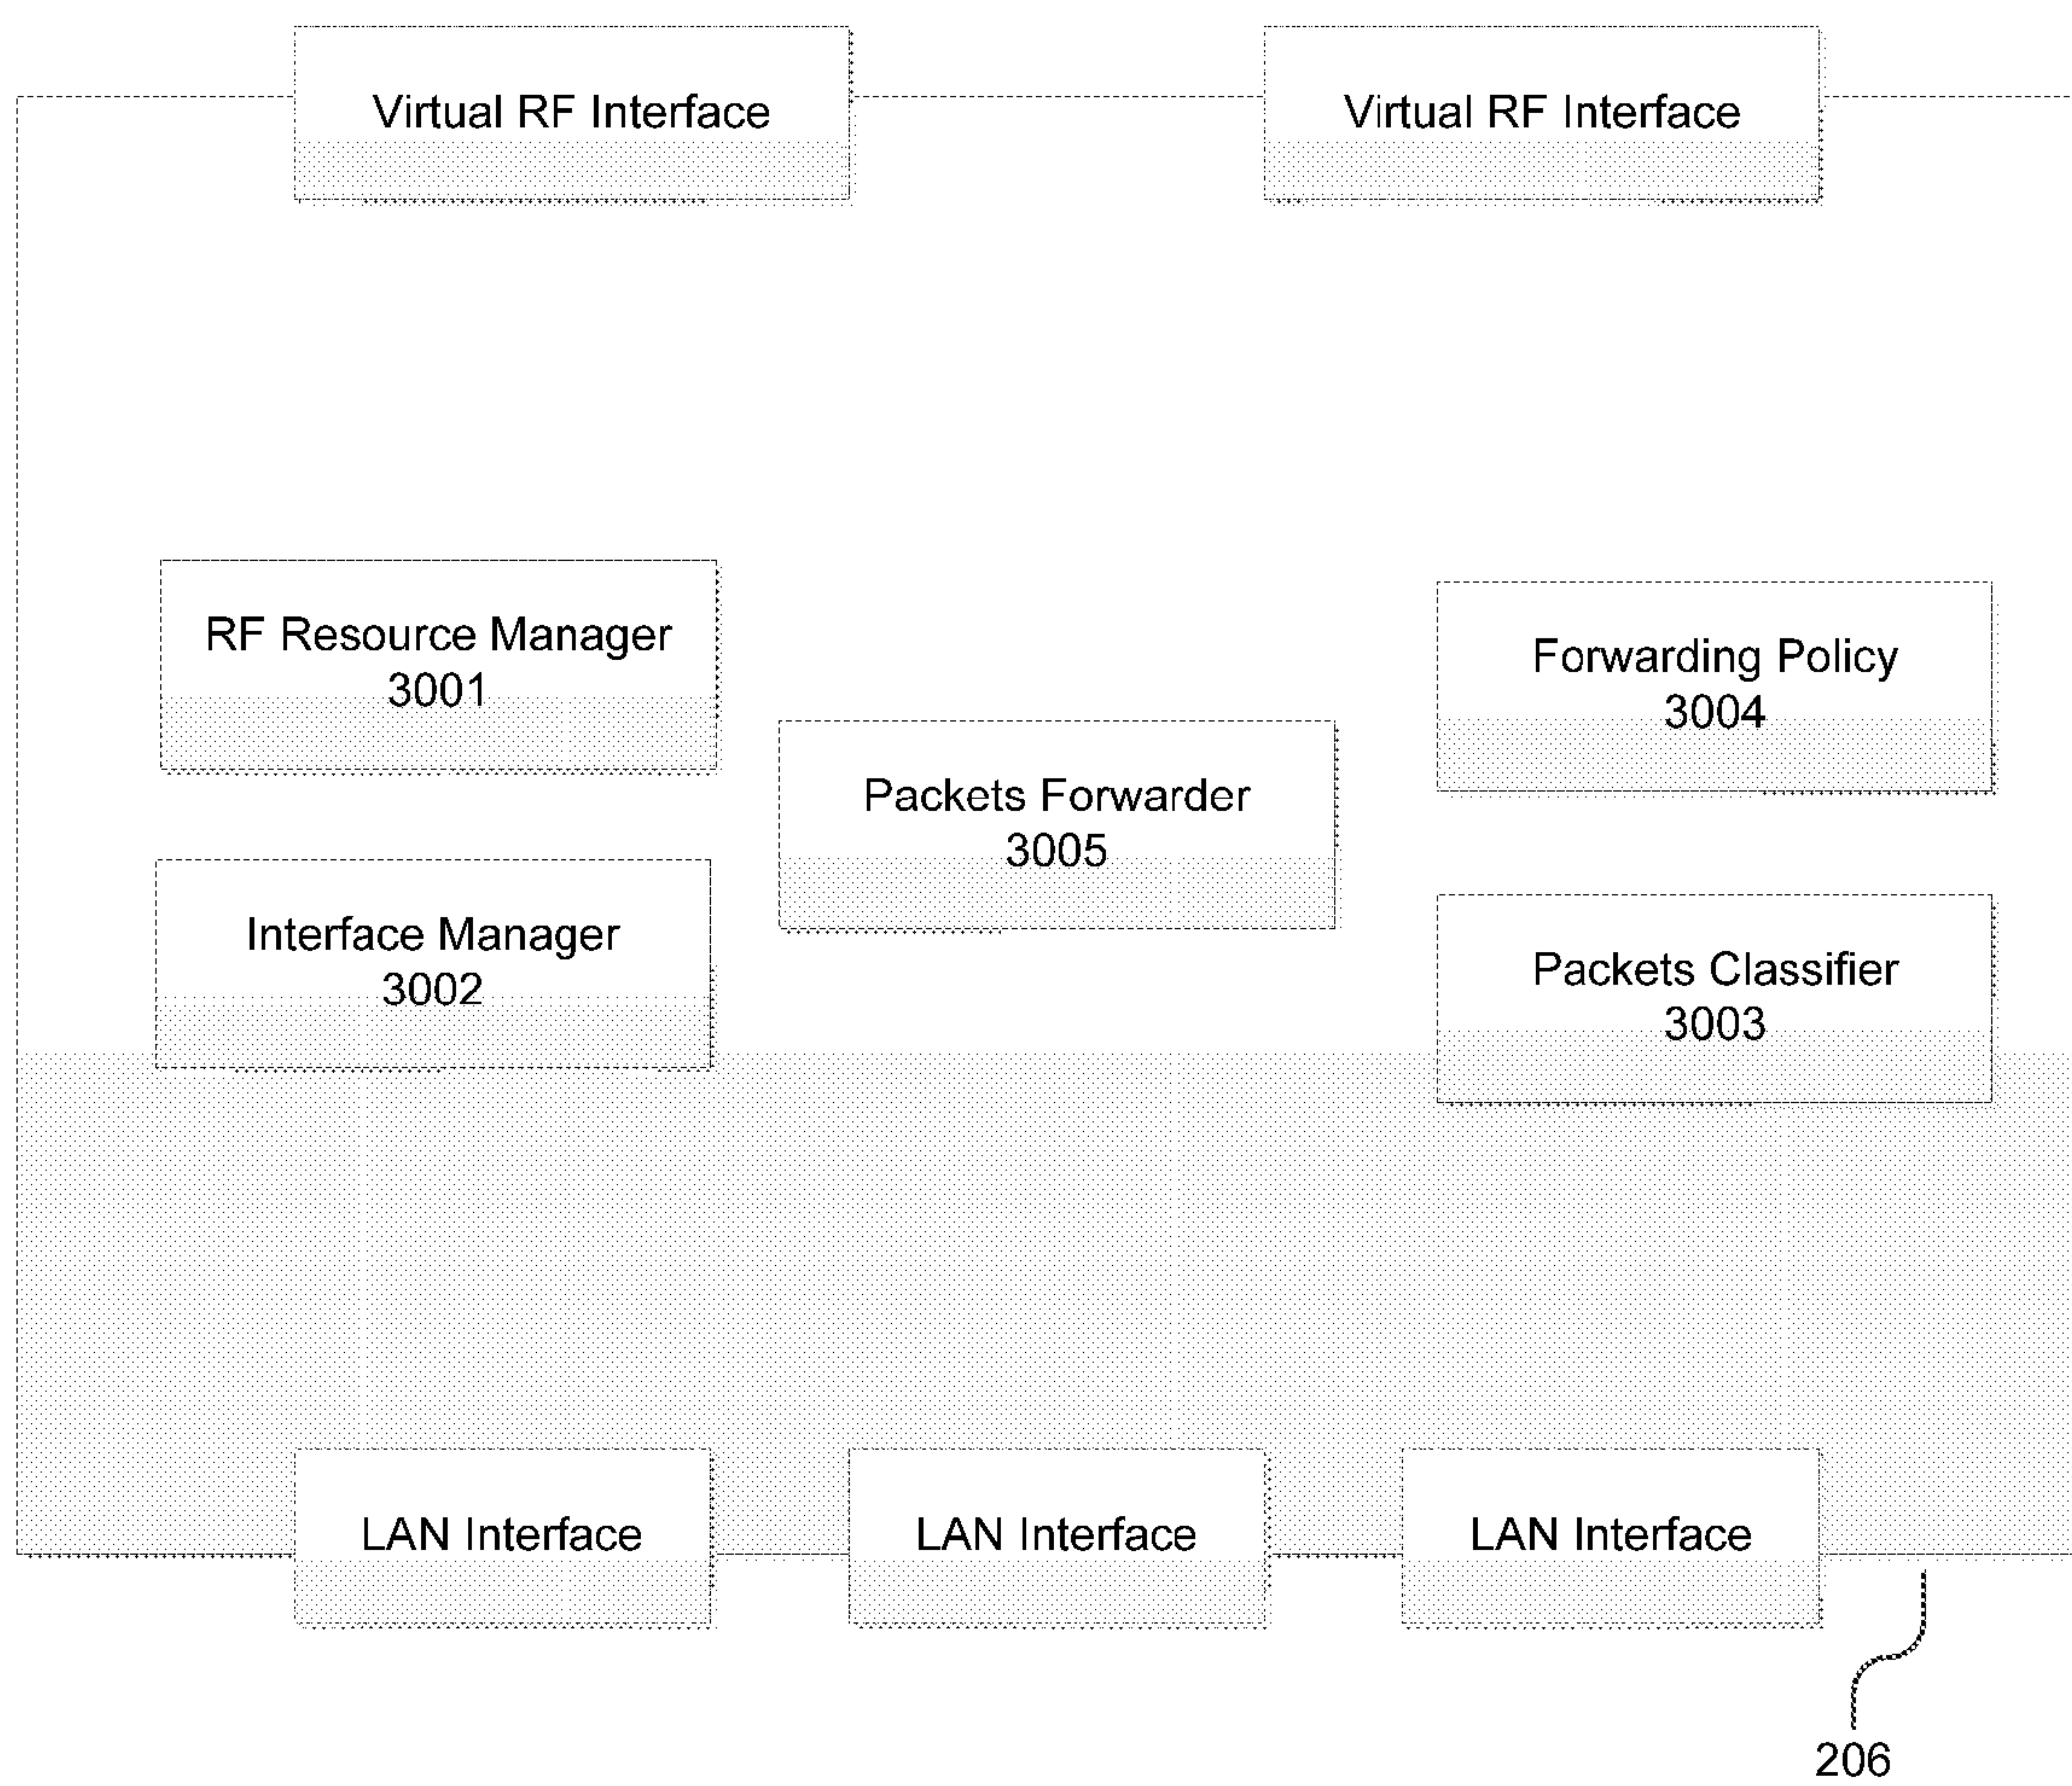 Virtual RF Interface
Virtual RF Interface
RF Resource Manager
3001
Forwarding Policy
3004
Packets Forwarder
3005
Interface Manager
3002
Packets Classifier
3003
LAN Interface
LAN Interface
LAN Interface
206